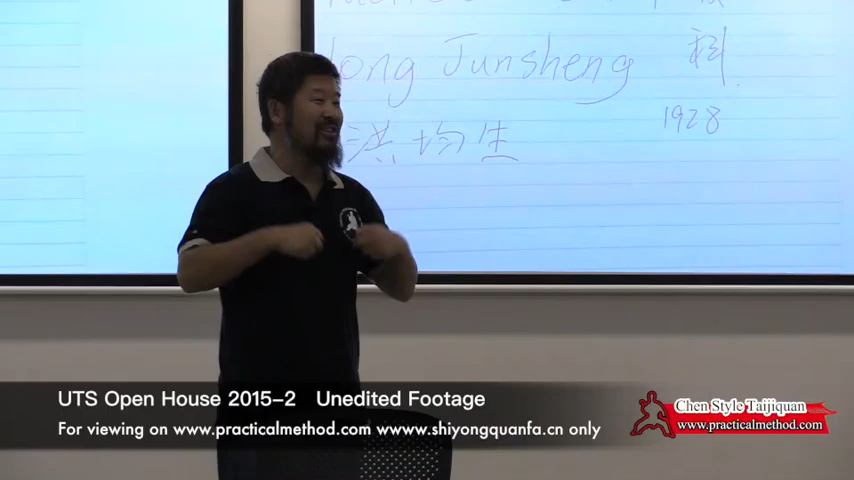 Hong Junsheng 科
1928
洪均生
UTS Open House 2015-2 Unedited Footage
For viewing on www.practicalmethod.com wwww.shiyongquanfa.cn only
Chen Style Taijiquan
www.practicalmethod.com